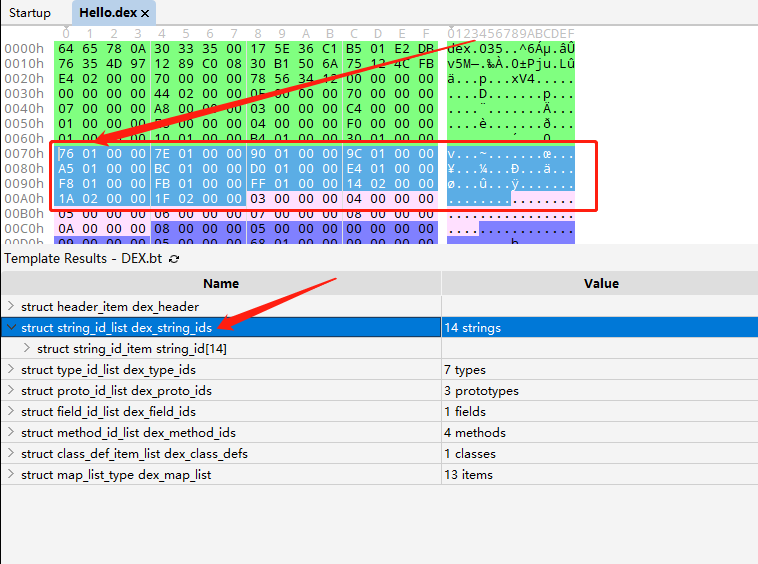 Startup Hello.dex ×
0 1 2 3 4 5 6 7 8 9 A B C D E F 0123456789ABCDEF
0000h 64 65 78 0A 30 33 35 00 17 5E 36 C1 B5 01 E2 DB dex.035..^6Áµ.âÛ
0010h 76 35 4D 97 12 89 C0 08 30 B1 50 6A 75 12 4C FB v5M—.‰À.0±Pju.Lû
0020h E4 02 00 00 70 00 00 00 78 56 34 12 00 00 00 00 ä...p...xV4.....
0030h 00 00 00 00 44 02 00 00 0E 00 00 00 70 00 00 00 ....D.......p...
0040h 07 00 00 00 A8 00 00 00 03 00 00 00 C4 00 00 00 ....¨.......Ä...
0050h 01 00 00 00 00 00 00 04 00 00 00 F0 00 00 00 ....è.......ð...
0060h 01 00 00 00 10 01 00 00 B4 01 00 00 30 01 00 00
0070h 76 01 00 00 7E 01 00 00 90 01 00 00 9C 01 00 00 v...~.......œ...
0080h A5 01 00 00 BC 01 00 00 D0 01 00 00 E4 01 00 00 ¥...¼...Ð...ä...
0090h F8 01 00 00 FB 01 00 00 FF 01 00 00 14 02 00 00 ø...û...ÿ.......
00A0h 1A 02 00 00 1F 02 00 00 03 00 00 00 04 00 00 00 ................
00B0h 05 00 00 00 06 00 00 00 07 00 00 00 08 00 00 00 ................
00C0h 0A 00 00 00 08 00 00 00 05 00 00 00 00 00 00 00 ................
Template Results - DEX.bt
Name Value
struct header_item dex_header
struct string_id_list dex_string_ids 14 strings
struct string_id_item string_id[14]
struct type_id_list dex_type_ids 7 types
struct proto_id_list dex_proto_ids 3 prototypes
struct field_id_list dex_field_ids 1 fields
struct method_id_list dex_method_ids 4 methods
struct class_def_item_list dex_class_defs 1 classes
struct map_list_type dex_map_list 13 items